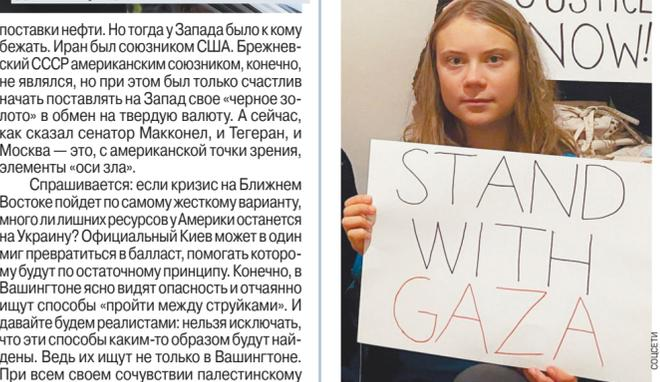 поставки нефти. Но тогда у Запада было к кому
бежать. Иран был союзником США. Брежнев-
ский СССР американским союзником, конечно,
не являлся, но при этом был только счастлив
начать поставлять на Запад свое «черное зо-
лото» в обмен на твердую валюту. А сейчас,
как сказал сенатор Макконел, и Тегеран, и
Москва — это, с американской точки зрения,
элементы «оси зла».
Спрашивается: если кризис на Ближнем
Востоке пойдет по самому жесткому варианту,
много ли лишних ресурсов у Америки останется
на Украину? Официальный Киев может в один
миг превратиться в балласт, помогать которо-
му будут по остаточному принципу. Конечно, в
Вашингтоне ясно видят опасность и отчаянно
ищут способы «пройти между струйками». И
давайте будем реалистами: нельзя исключать,
что эти способы каким-то образом будут най-
дены. Ведь их ищут не только в Вашингтоне.
При всем своем сочувствии палестинскому
NOW!
STAND
WITH
GAZA
СОЦСЕТИ